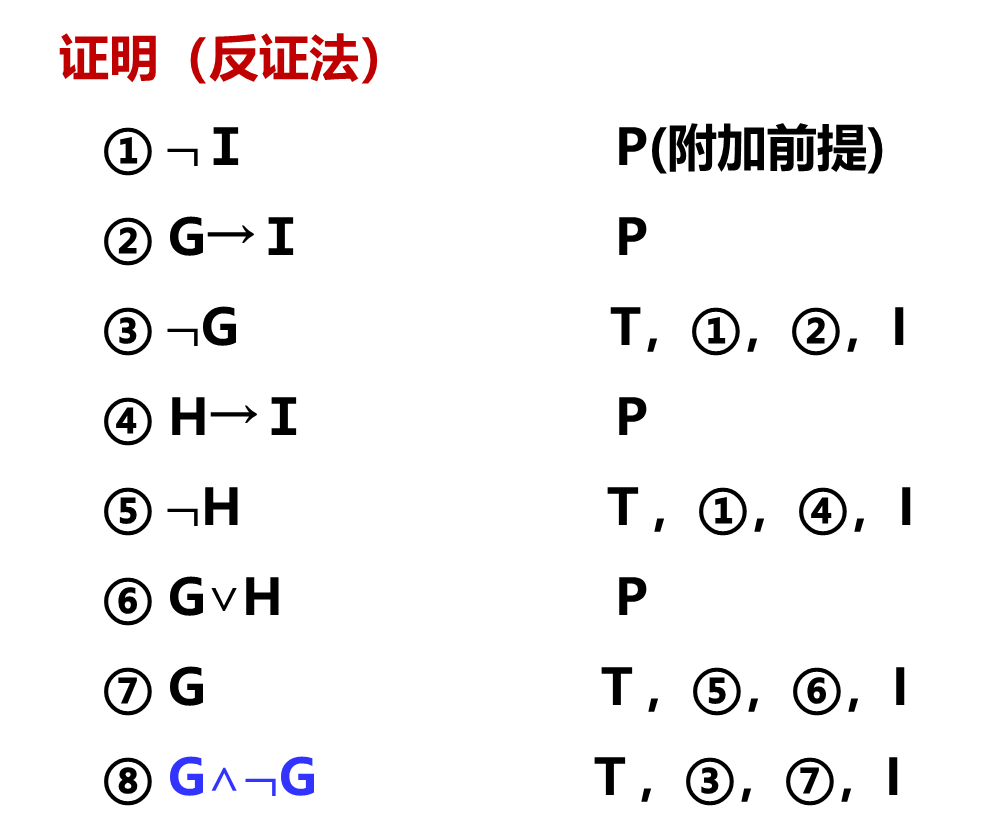 证明（反证法）
① ¬ I P(附加前提)
② G→ I P
③ ¬G T，①，②，I
④ H→ I P
⑤ ¬H T，①，④，I
⑥ G∨H P
⑦ G T，⑤，⑥，I
⑧ G∧¬G T，③，⑦，I